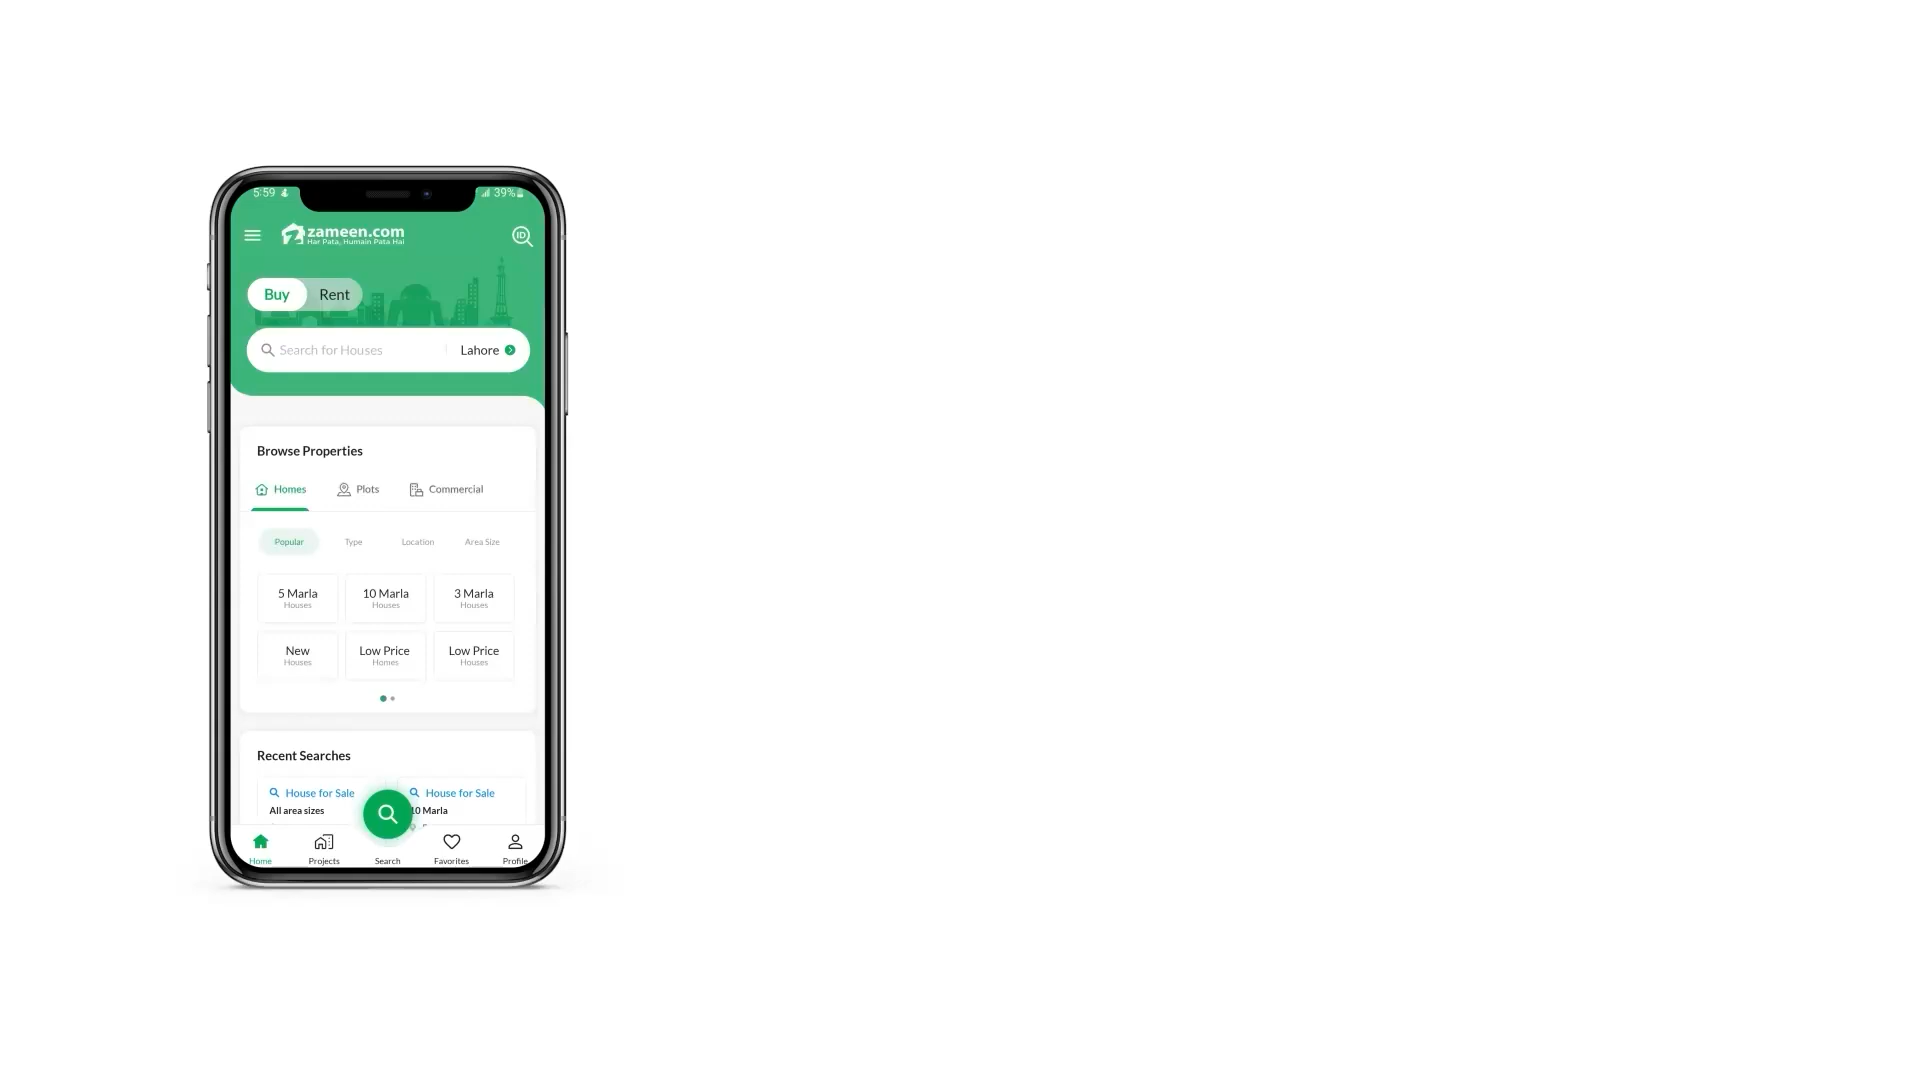 5:59
39%
zameen.com
Har Pata, Humain Pata Hai
ID
Buy Rent
Search for Houses Lahore
Browse Properties
Homes Plots Commercial
Popular Type Location Area Size
5 Marla 10 Marla 3 Marla
Houses Houses Houses
New Low Price Low Price
Houses Homes Houses
Recent Searches
House for Sale House for Sale
All area sizes 10 Marla
Home Projects Search Favorites Profile